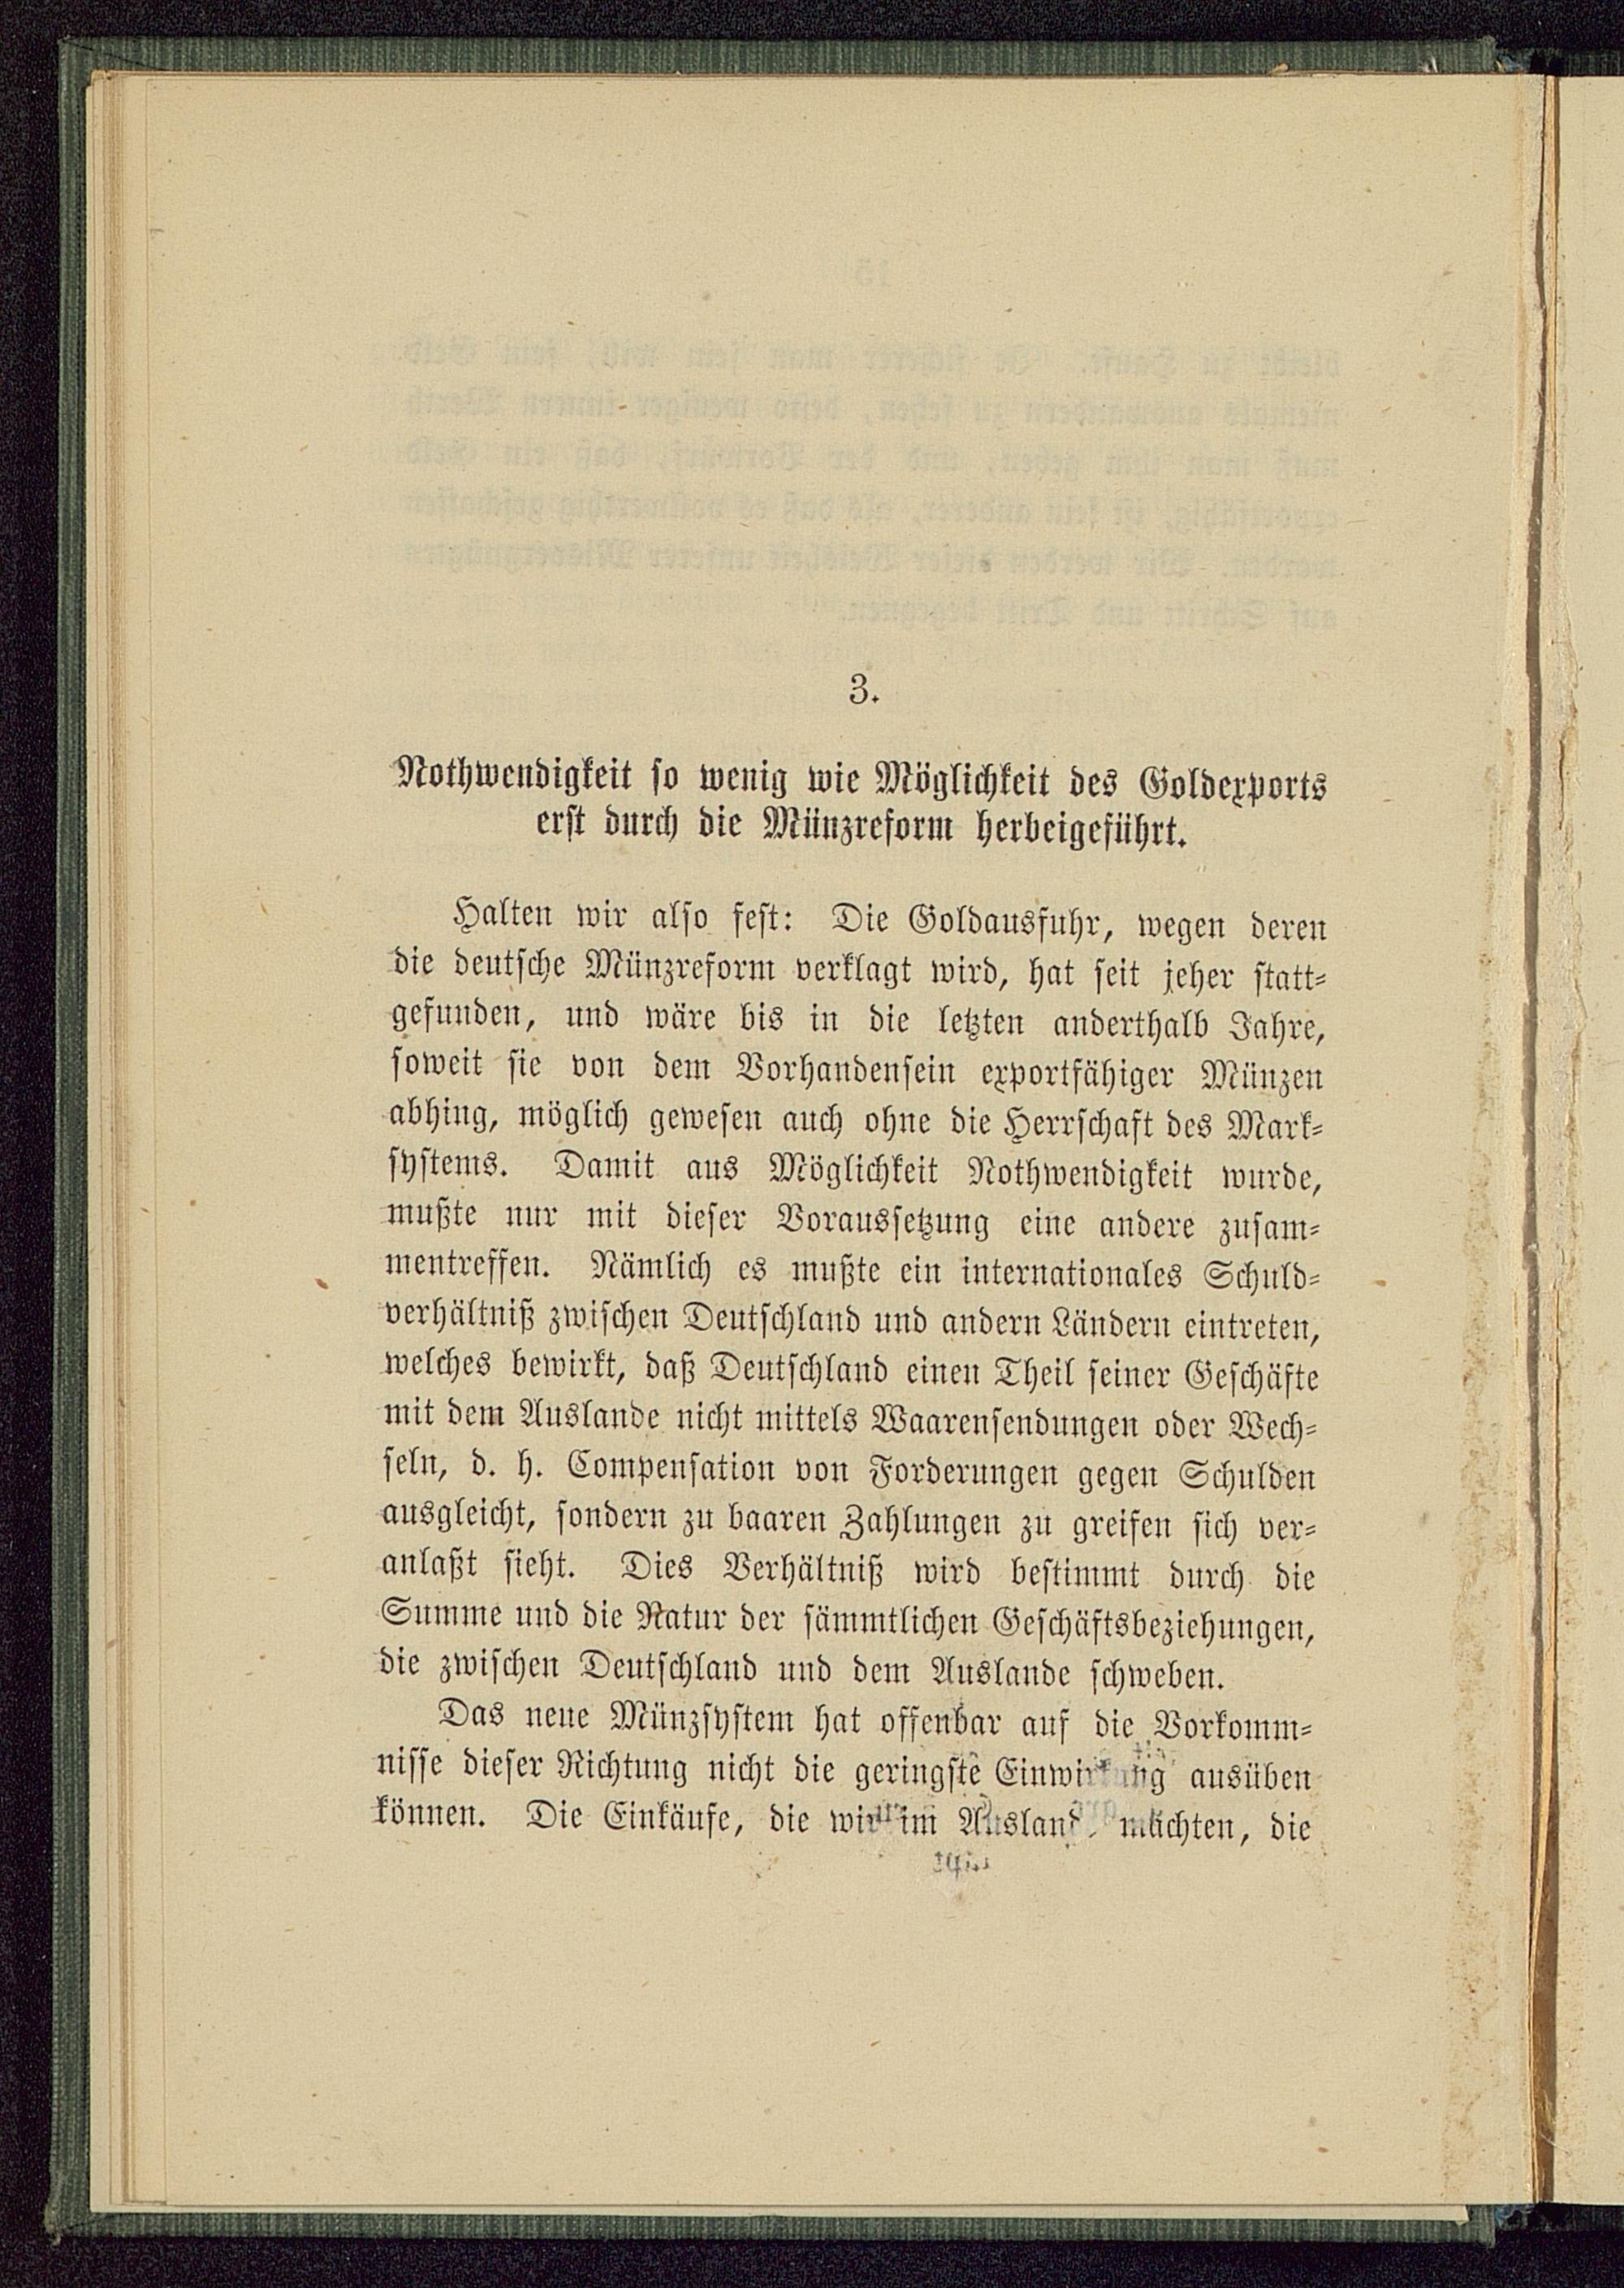 3.
Nothwendigkeit so wenig wie Möglichkeit des Goldexports
erst durch die Münzreform herbeigeführt.
Halten wir also fest: Die Goldausfuhr, wegen deren
die deutsche Münzreform verklagt wird, hat seit jeher statt-
gefunden, und wäre bis in die letzten anderthalb Jahre,
soweit sie von dem Vorhandensein exportfähiger Münzen
abhing, möglich gewesen auch ohne die Herrschaft des Mark-
systems. Damit aus Möglichkeit Nothwendigkeit wurde,
mußte nur mit dieser Voraussetzung eine andere zusam-
mentreffen. Nämlich es mußte ein internationales Schuld-
verhältniß zwischen Deutschland und andern Ländern eintreten,
welches bewirkt, daß Deutschland einen Theil seiner Geschäfte
mit dem Auslande nicht mittels Waarensendungen oder Wech-
seln, d. h. Compensation von Forderungen gegen Schulden
ausgleicht, sondern zu baaren Zahlungen zu greifen sich ver-
anlaßt sieht. Dies Verhältniß wird bestimmt durch die
Summe und die Natur der sämmtlichen Geschäftsbeziehungen,
die zwischen Deutschland und dem Auslande schweben.
Das neue Münzsystem hat offenbar auf die Vorkomm-
nisse dieser Richtung nicht die geringste Einwirkung ausüben
können. Die Einkäufe, die wir im Auslande machten, die